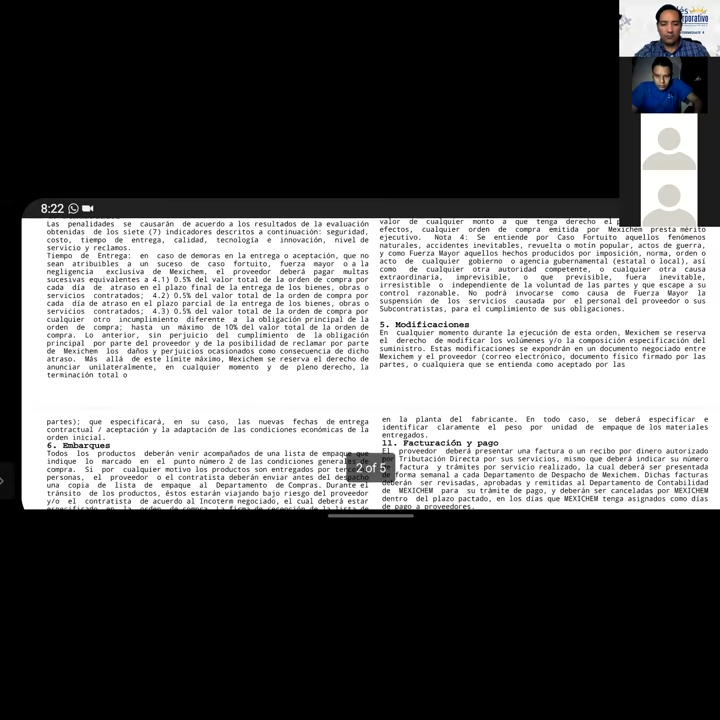 8:22
Las penalidades se causarán de acuerdo a los resultados de la evaluación
obtenidas de los siete (7) indicadores descritos a continuación: seguridad,
costo, tiempo de entrega, calidad, tecnología e innovación, nivel de
servicio y reclamos.
Tiempo de Entrega: en caso de demoras en la entrega o aceptación, que no
sean atribuibles a un suceso de caso fortuito, fuerza mayor o a la
negligencia exclusiva de Mexichem, el proveedor deberá pagar multas
sucesivas equivalentes a 4.1) 0.5% del valor total de la orden de compra por
cada día de atraso en el plazo final de la entrega de los bienes, obras o
servicios contratados; 4.2) 0.5% del valor total de la orden de compra por
cada día de atraso en el plazo parcial de la entrega de los bienes, obras o
servicios contratados; 4.3) 0.5% del valor total de la orden de compra por
cualquier otro incumplimiento diferente a la obligación principal de la
orden de compra; hasta un máximo de 10% del valor total de la orden de
compra. Lo anterior, sin perjuicio del cumplimiento de la obligación
principal por parte del proveedor y de la posibilidad de reclamar por parte
de Mexichem los daños y perjuicios ocasionados como consecuencia de dicho
atraso. Más allá de este límite máximo, Mexichem se reserva el derecho de
anunciar unilateralmente, en cualquier momento y de pleno derecho, la
terminación total o
valor de cualquier monto a que tenga derecho el
efectos, cualquier orden de compra emitida por Mexichem presta mérito
ejecutivo. Nota 4: Se entiende por Caso Fortuito aquellos fenómenos
naturales, accidentes inevitables, revuelta o motín popular, actos de guerra,
y como Fuerza Mayor aquellos hechos producidos por imposición, norma, orden o
acto de cualquier gobierno o agencia gubernamental (estatal o local), así
como de cualquier otra autoridad competente, o cualquier otra causa
extraordinaria, imprevisible, o que previsible, fuera inevitable,
irresistible o independiente de la voluntad de las partes y que escape a su
control razonable. No podrá invocarse como causa de Fuerza Mayor la
suspensión de los servicios causada por el personal del proveedor o sus
Subcontratistas, para el cumplimiento de sus obligaciones.
5. Modificaciones
En cualquier momento durante la ejecución de esta orden, Mexichem se reserva
el derecho de modificar los volúmenes y/o la composición especificación del
suministro. Estas modificaciones se expondrán en un documento negociado entre
Mexichem y el proveedor (correo electrónico, documento físico firmado por las
partes, o cualquiera que se entienda como aceptado por las
partes); que especificará, en su caso, las nuevas fechas de entrega
contractual / aceptación y la adaptación de las condiciones económicas de la
orden inicial.
6. Embarques
Todos los productos deberán venir acompañados de una lista de empaque que
indique lo marcado en el punto número 2 de las condiciones generales de
compra. Si por cualquier motivo los productos son entregados por terceras
personas, el proveedor o el contratista deberán enviar antes del despacho
una copia de lista de empaque al Departamento de Compras. Durante el
tránsito de los productos, éstos estarán viajando bajo riesgo del proveedor
y/o el contratista de acuerdo al Incoterm negociado, el cual deberá estar
especificado en la orden de compra. La firma de recepción de la lista de
en la planta del fabricante. En todo caso, se deberá especificar e
identificar claramente el peso por unidad de empaque de los materiales
entregados.
11. Facturación y pago
El proveedor deberá presentar una factura o un recibo por dinero autorizado
por Tributación Directa por sus servicios, mismo que deberá indicar su número
de factura y trámites por servicio realizado, la cual deberá ser presentada
de forma semanal a cada Departamento de Despacho de Mexichem. Dichas facturas
deberán ser revisadas, aprobadas y remitidas al Departamento de Contabilidad
de MEXICHEM para su trámite de pago, y deberán ser canceladas por MEXICHEM
dentro del plazo pactado, en los días que MEXICHEM tenga asignados como días
de pago a proveedores.
2 of 5